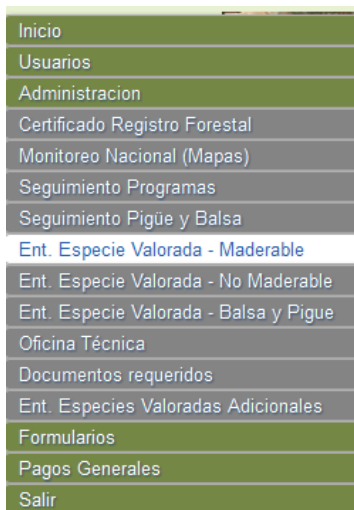 Inicio
Usuarios
Administracion
Certificado Registro Forestal
Monitoreo Nacional (Mapas)
Seguimiento Programas
Seguimiento Pigüe y Balsa
Ent. Especie Valorada - Maderable
Ent. Especie Valorada - No Maderable
Ent. Especie Valorada - Balsa y Pigue
Oficina Técnica
Documentos requeridos
Ent. Especies Valoradas Adicionales
Formularios
Pagos Generales
Salir